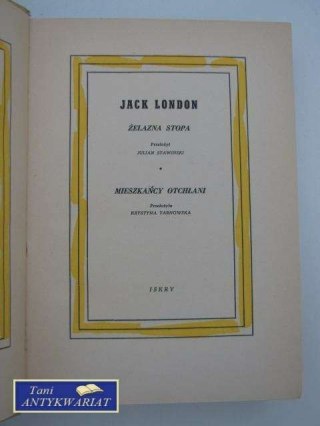 JACK LONDON
ŻELAZNA STOPA
Przełożył
JULIAN STAWIŃSKI
*
MIESZKAŃCY OTCHŁANI
Przełożyła
KRYSTYNA TARNOWSKA
ISKRY
Tani
ANTYKWARIAT